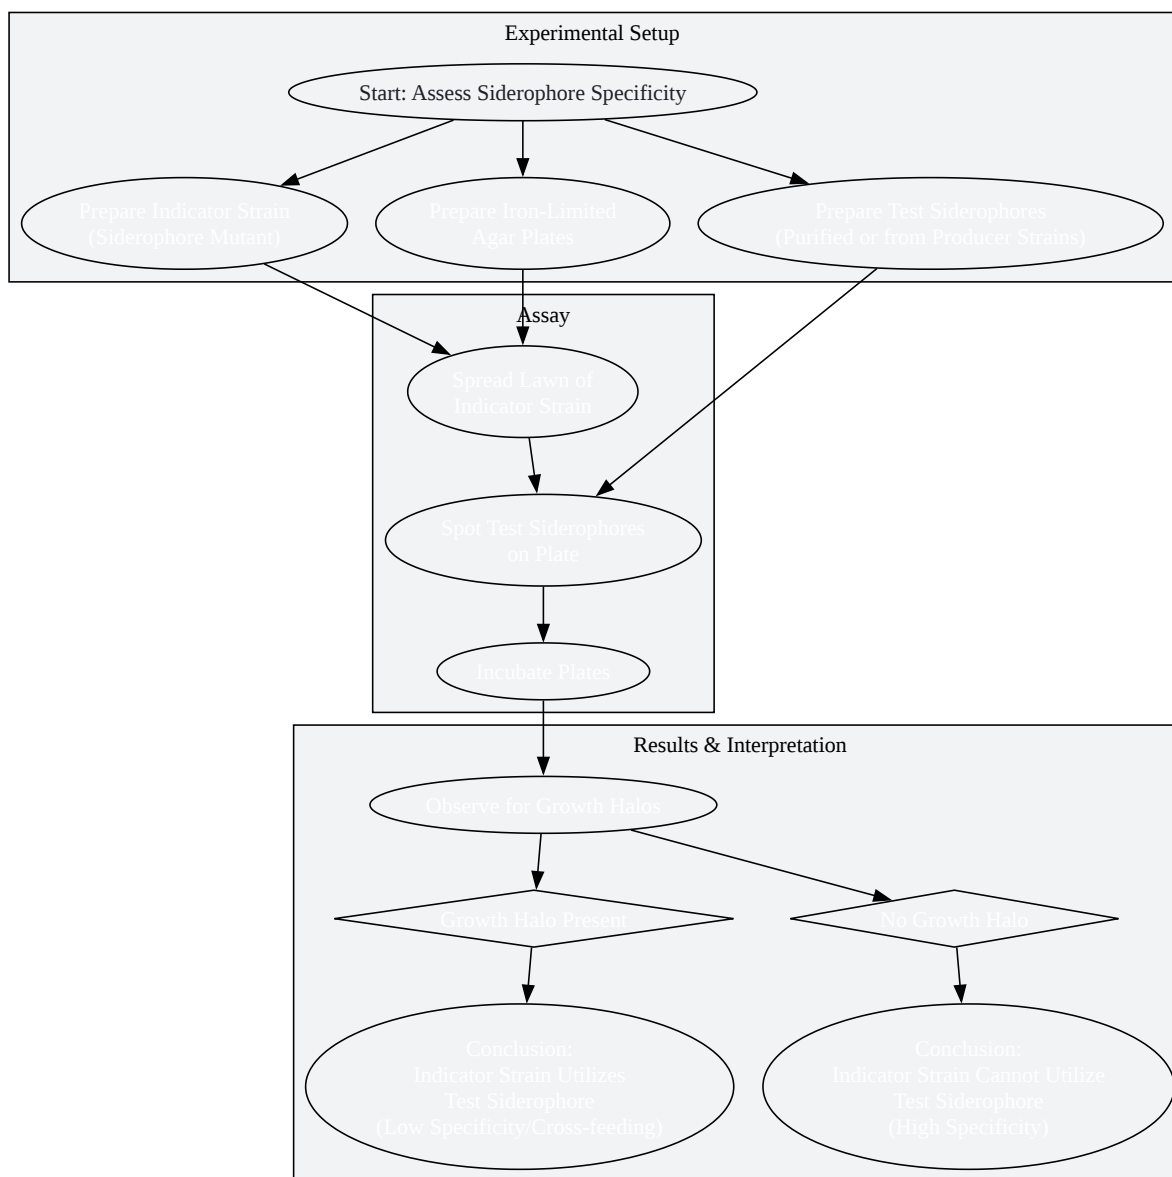 Experimental Setup
Start: Assess Siderophore Specificity
Prepare Indicator Strain
(Siderophore Mutant)
Prepare Iron-Limited
Agar Plates
Prepare Test Siderophores
(Purified or from Producer Strains)
Assay
Spread Lawn of
Indicator Strain
Spot Test Siderophores
on Plate
Incubate Plates
Results & Interpretation
Observe for Growth Halos
Growth Halo Present
No Growth Halo
Conclusion:
Indicator Strain Utilizes
Test Siderophore
(Low Specificity/Cross-feeding)
Conclusion:
Indicator Strain Cannot Utilize
Test Siderophore
(High Specificity)